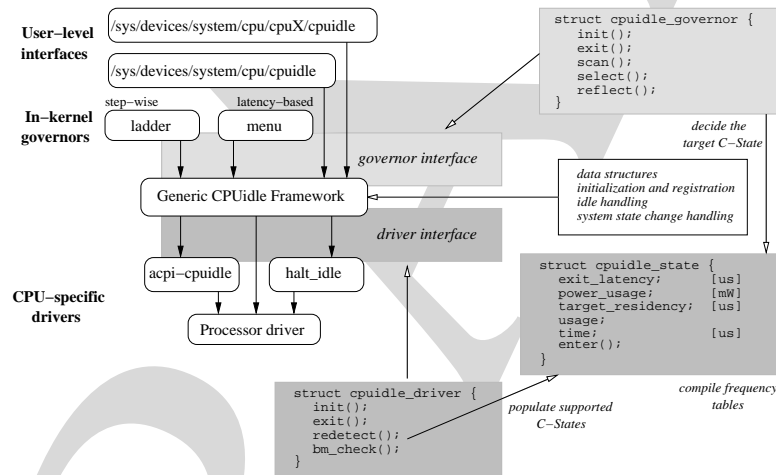 User−level
interfaces
/sys/devices/system/cpu/cpuX/cpuidle
/sys/devices/system/cpu/cpuidle
In−kernel
governors
step−wise
ladder
latency−based
menu
governor interface
Generic CPUidle Framework
driver interface
acpi−cpuidle
halt_idle
CPU−specific
drivers
Processor driver
struct cpuidle_governor {
init();
exit();
scan();
select();
reflect();
}
decide the
target C−State
data structures
initialization and registration
idle handling
system state change handling
struct cpuidle_state {
exit_latency; [us]
power_usage; [mW]
target_residency; [us]
usage;
time; [us]
enter();
}
compile frequency
tables
struct cpuidle_driver {
init();
exit();
redetect();
bm_check();
}
populate supported
C−States